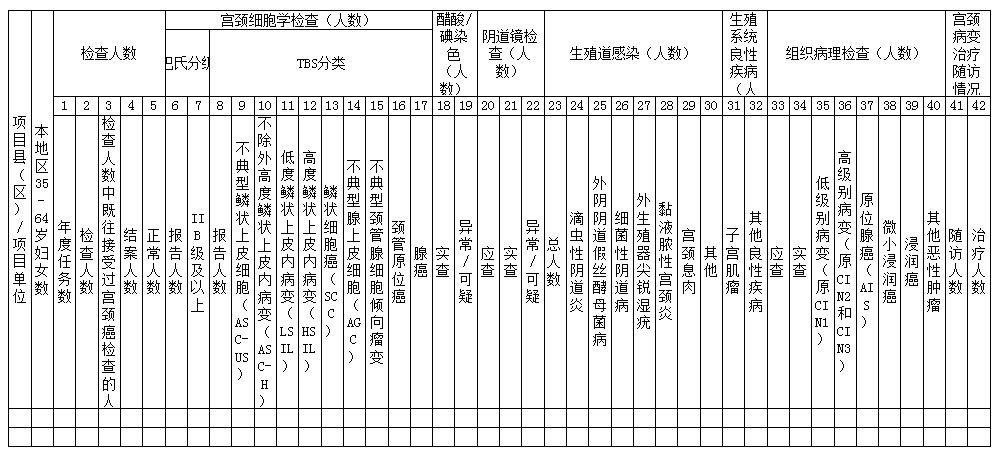 宫颈细胞学检查（人数）
检查人数
巴氏分级
TBS分类
醋酸/碘染色（人数）
阴道镜检查（人数）
生殖道感染（人数）
生殖系统良性疾病（人
组织病理检查（人数）
宫颈病变治疗随访情况
1 2 3 4 5 6 7 8 9 10 11 12 13 14 15 16 17 18 19 20 21 22 23 24 25 26 27 28 29 30 31 32 33 34 35 36 37 38 39 40 41 42
项目县（区）/项目单位
本地区35-64岁妇女数
年度任务数
检查人数
检查人数中既往接受过宫颈癌检查的人
结案人数
正常人数
报告人数
IIB级及以上
报告人数
不典型鳞状上皮细胞（ASC-US）
不除外高度鳞状上皮内病变（ASC-H
低度鳞状上皮内病变（LSIL）
高度鳞状上皮内病变（HSIL）
鳞状细胞癌（SCC）
不典型腺上皮细胞（AGC）
不典型颈管腺细胞倾向瘤变
颈管原位癌
腺癌
实查
异常/可疑
应查
实查
异常/可疑
总人数
滴虫性阴道炎
外阴阴道假丝酵母菌病
细菌性阴道病
外生殖器尖锐湿疣
黏液脓性宫颈炎
宫颈息肉
其他
子宫肌瘤
其他良性疾病
应查
实查
低级别病变（原CIN1）
高级别病变（原CIN2和CIN3）
原位腺癌（AIS）
微小浸润癌
浸润癌
其他恶性肿瘤
随访人数
治疗人数